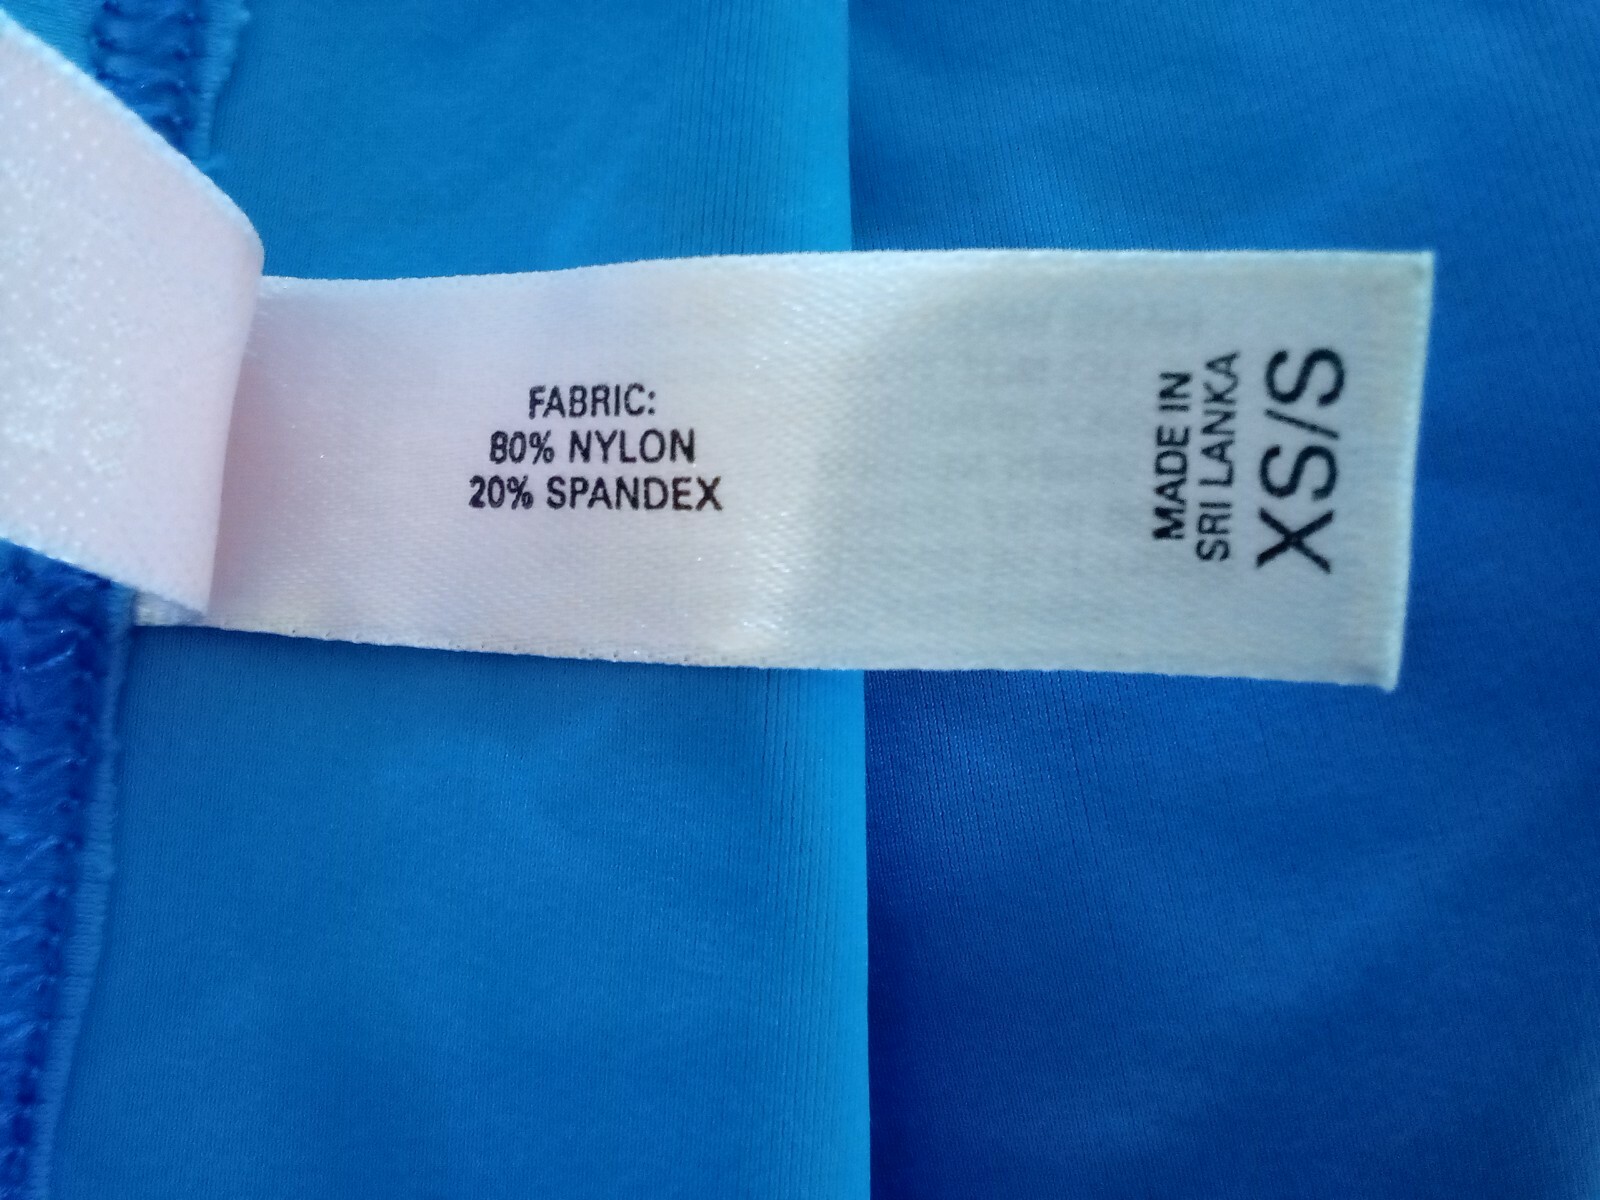 FABRIC:
80% NYLON
20% SPANDEX
MADE IN
SRI LANKA
XS/S